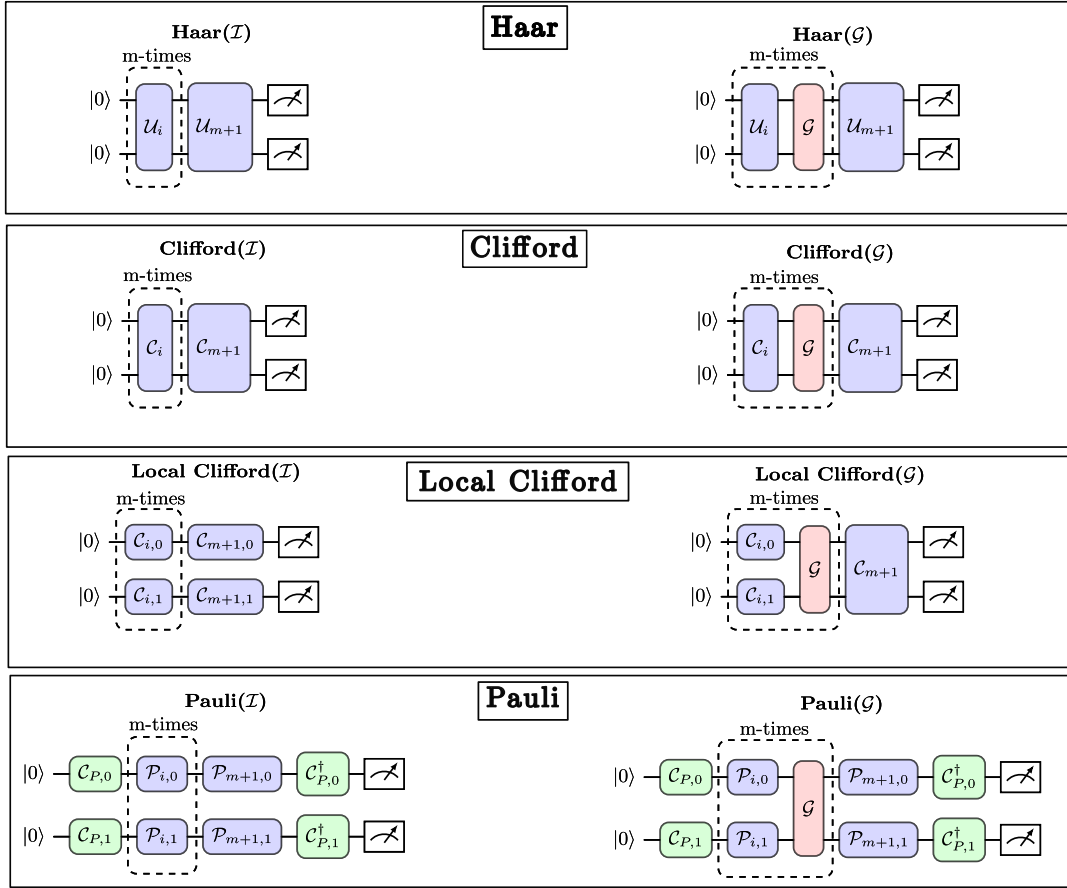 Haar
Haar(ℐ)
Haar(𝒢)
m-times
m-times
|0⟩
|0⟩
𝒰_i
𝒰_{m+1}
|0⟩
|0⟩
𝒰_i
𝒢
𝒰_{m+1}
Clifford
Clifford(ℐ)
Clifford(𝒢)
m-times
m-times
|0⟩
|0⟩
𝒞_i
𝒞_{m+1}
|0⟩
|0⟩
𝒞_i
𝒢
𝒞_{m+1}
Local Clifford
Local Clifford(ℐ)
Local Clifford(𝒢)
m-times
m-times
|0⟩ 𝒞_{i,0} 𝒞_{m+1,0}
|0⟩ 𝒞_{i,1} 𝒞_{m+1,1}
|0⟩ 𝒞_{i,0}
|0⟩ 𝒞_{i,1}
𝒢
𝒞_{m+1}
Pauli
Pauli(ℐ)
Pauli(𝒢)
m-times
m-times
|0⟩ 𝒞_{P,0} 𝒫_{i,0} 𝒫_{m+1,0} 𝒞†_{P,0}
|0⟩ 𝒞_{P,1} 𝒫_{i,1} 𝒫_{m+1,1} 𝒞†_{P,1}
|0⟩ 𝒞_{P,0} 𝒫_{i,0} 𝒫_{m+1,0} 𝒞†_{P,0}
𝒢
|0⟩ 𝒞_{P,1} 𝒫_{i,1} 𝒫_{m+1,1} 𝒞†_{P,1}